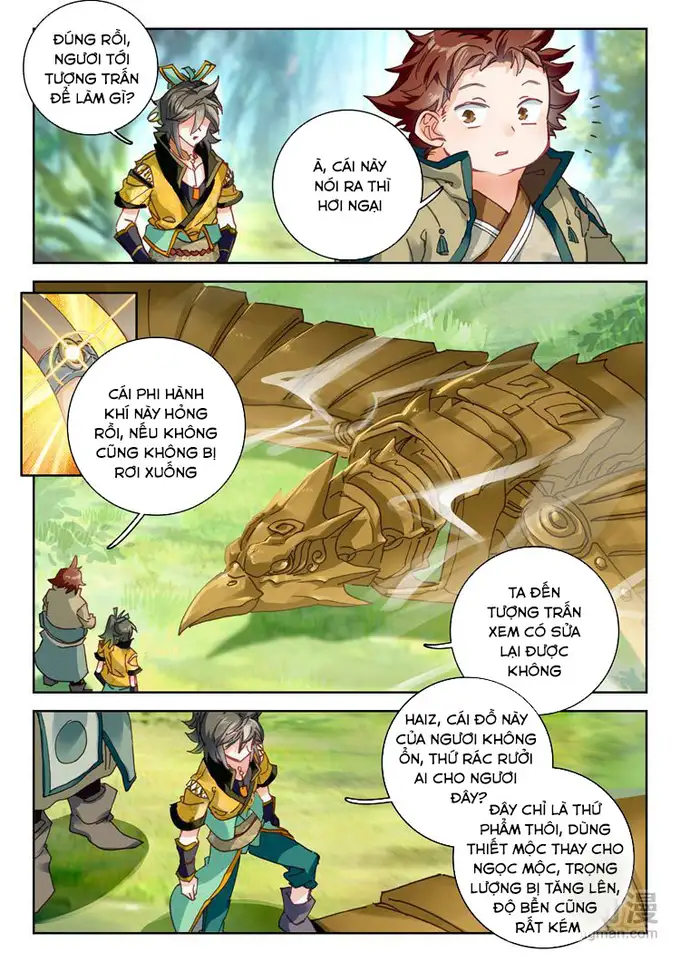 ĐÚNG RỒI,
NGƯƠI TỚI
TƯỢNG TRẤN
ĐỂ LÀM GÌ?
À, CÁI NÀY
NÓI RA THÌ
HƠI NGẠI
CÁI PHI HÀNH
KHÍ NÀY HỎNG
RỒI, NẾU KHÔNG
CŨNG KHÔNG BỊ
RƠI XUỐNG
TA ĐẾN
TƯỢNG TRẤN
XEM CÓ SỬA
LẠI ĐƯỢC
KHÔNG
HAIZ, CÁI ĐỒ NÀY
CỦA NGƯƠI KHÔNG
ỔN, THỨ RÁC RƯỞI
AI CHO NGƯƠI
ĐÂY?
ĐÂY CHỈ LÀ THỨ
PHẨM THÔI, DÙNG
THIẾT MỘC THAY CHO
NGỌC MỘC, TRỌNG
LƯỢNG BỊ TĂNG LÊN,
ĐỘ BỀN CŨNG
RẤT KÉM
漫
gman.com